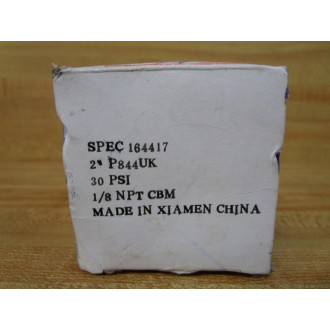 SPEC 164417
2" P844UK
30 PSI
1/8 NPT CBM
MADE IN XIAMEN CHINA